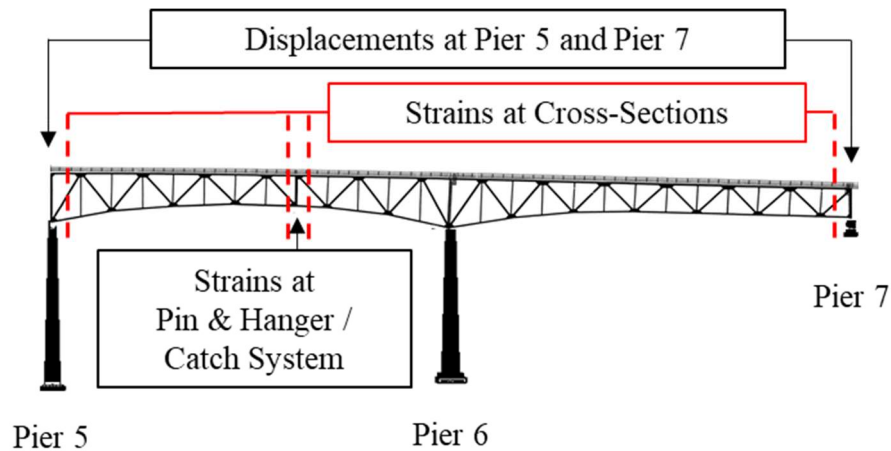 Displacements at Pier 5 and Pier 7
Strains at Cross-Sections
Strains at
Pin & Hanger /
Catch System
Pier 7
Pier 5
Pier 6